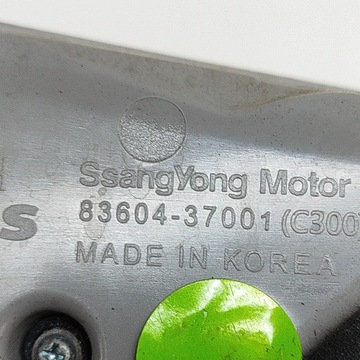 SsangYong Motor
83604-37001 (C300
MADE IN KOREA